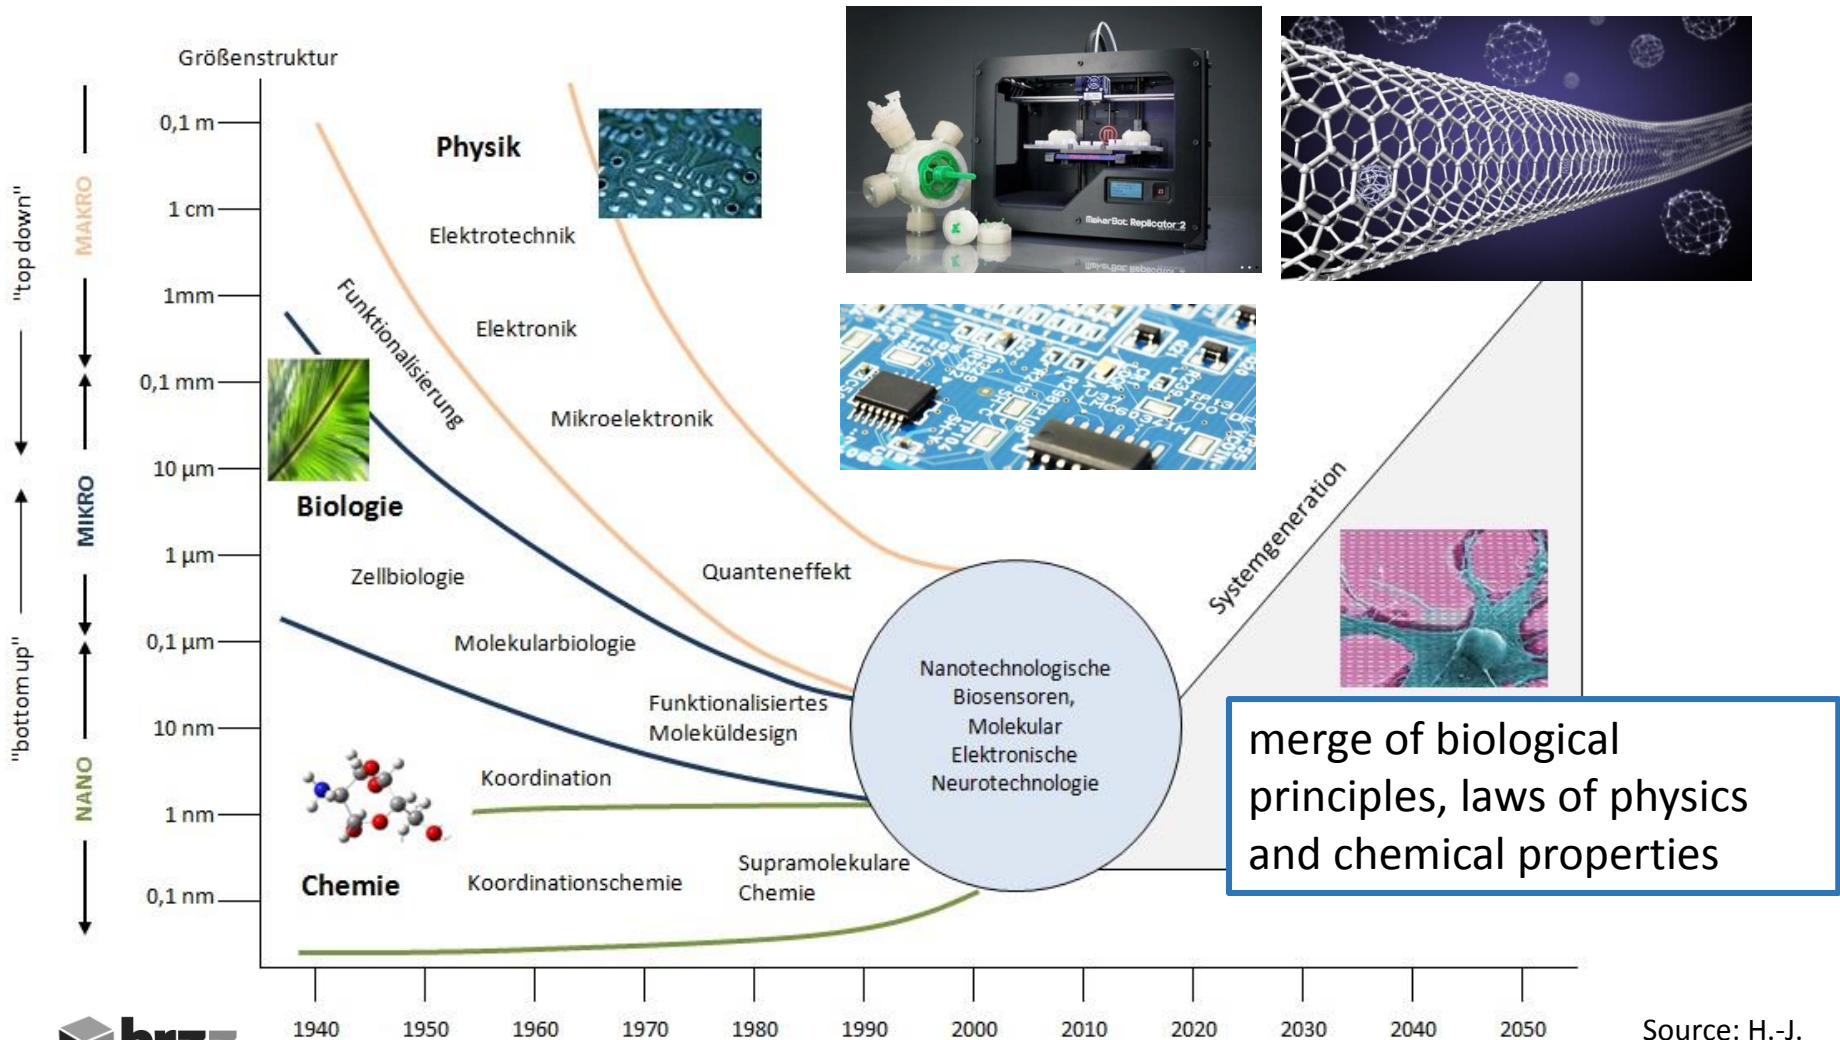 Größenstruktur
0,1 m
1 cm
1mm
0,1 mm
10 µm
1 µm
0,1 µm
10 nm
1 nm
0,1 nm
"top down"
"bottom up"
MAKRO
MIKRO
NANO
Physik
Elektrotechnik
Elektronik
Mikroelektronik
Quanteneffekt
Funktionalisierung
Biologie
Zellbiologie
Molekularbiologie
Funktionalisiertes
Moleküldesign
Chemie
Koordination
Koordinationschemie
Supramolekulare
Chemie
Nanotechnologische
Biosensoren,
Molekular
Elektronische
Neurotechnologie
Systemgeneration
MakerBot Replicator 2
merge of biological
principles, laws of physics
and chemical properties
1940
1950
1960
1970
1980
1990
2000
2010
2020
2030
2040
2050
Source: H.-J.